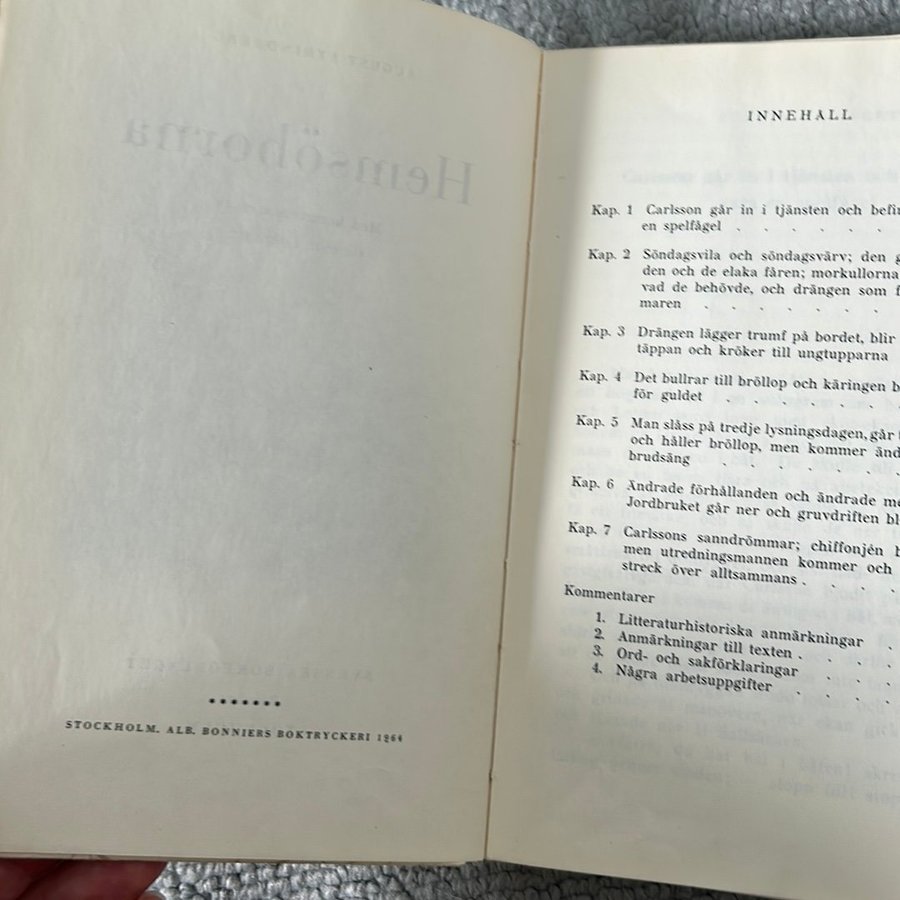 Hemsöborna
STOCKHOLM. ALB. BONNIERS BOKTRYCKERI 1964
INNEHÅLL
Kap. 1 Carlsson går in i tjänsten och
en spelfågel . . . . .
Kap. 2 Söndagsvila och söndagsvärv; den
den och de elaka fåren; morkullorna
vad de behövde, och drängen som
maren . . . . . . .
Kap. 3 Drängen lägger trumf på bordet, blir
täppan och kröker till ungtupparna
Kap. 4 Det bullrar till bröllop och käringen
för guldet . . . . . . .
Kap. 5 Man slåss på tredje lysningsdagen, går
och håller bröllop, men kommer
brudsäng . . . . . . .
Kap. 6 Ändrade förhållanden och ändrade
Jordbruket går ner och gruvdriften
Kap. 7 Carlssons sanndrömmar; chiffonjén
men utredningsmannen kommer och
streck över alltsammans . . . . .
Kommentarer
1. Litteraturhistoriska anmärkningar .
2. Anmärkningar till texten . . . . .
3. Ord- och sakförklaringar . . . .
4. Några arbetsuppgifter . . . .